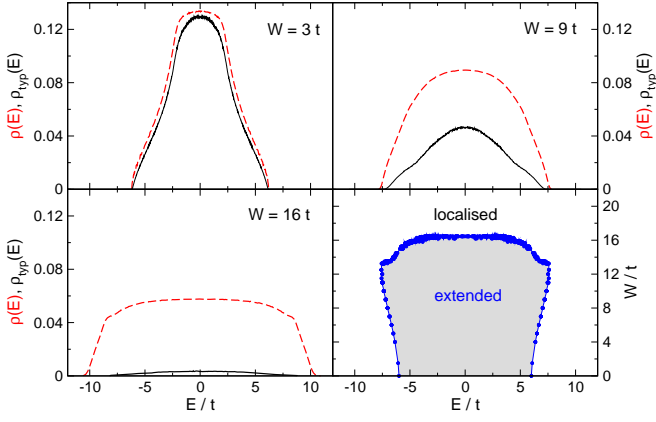 0.12
0.08
0.04
0
ρ(E), ρtyp(E)
W = 3 t
W = 9 t
0.12
0.08
0.04
0
ρ(E), ρtyp(E)
0.12
0.08
0.04
0
ρ(E), ρtyp(E)
W = 16 t
-10 -5 0 5 10
E / t
localised
extended
20
16
12
8
4
0
W / t
-10 -5 0 5 10
E / t